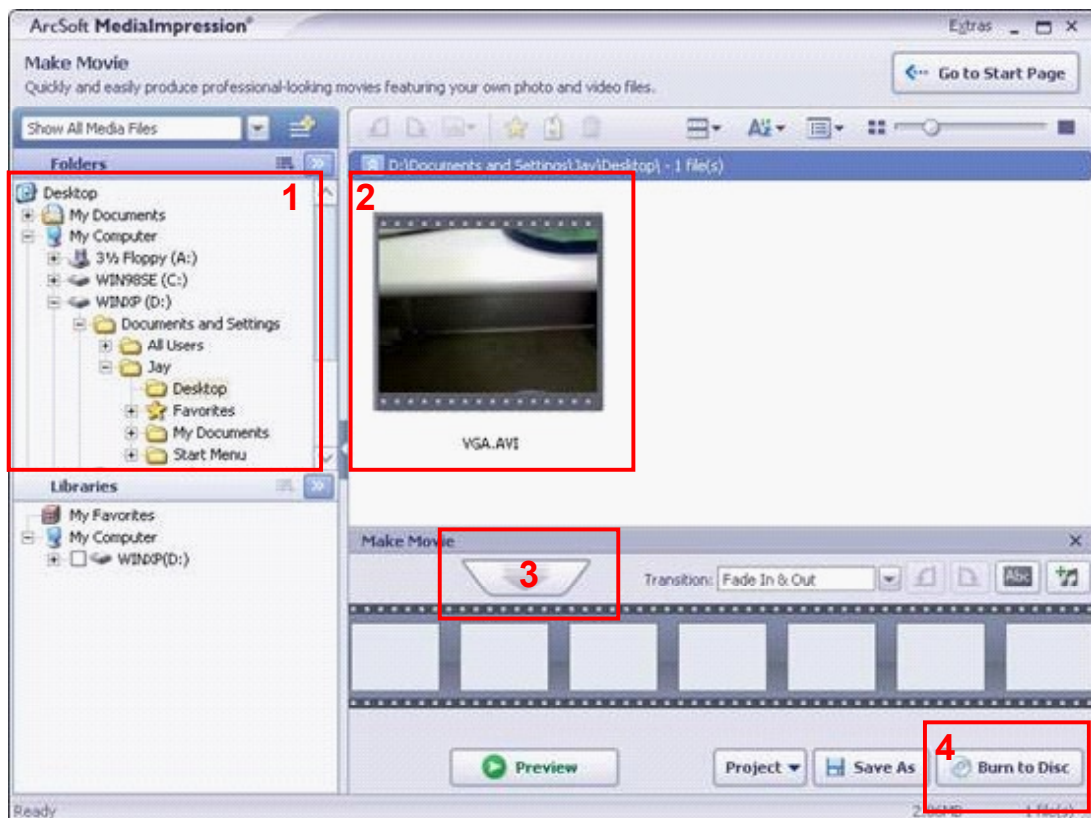 ArcSoft MediaImpression®
Extras
Make Movie
Quickly and easily produce professional-looking movies featuring your own photo and video files.
Go to Start Page
Show All Media Files
Folders
D:\Documents and Settings\Jay\Desktop\ - 1 file(s)
1
2
Desktop
My Documents
My Computer
3½ Floppy (A:)
WIN98SE (C:)
WINXP (D:)
Documents and Settings
All Users
Jay
Desktop
Favorites
My Documents
Start Menu
VGA.AVI
Libraries
My Favorites
My Computer
WINXP(D:)
Make Movie
3
Transition: Fade In & Out
Abc
4
Preview
Project
Save As
Burn to Disc
Ready
2.06MB
1 file(s)